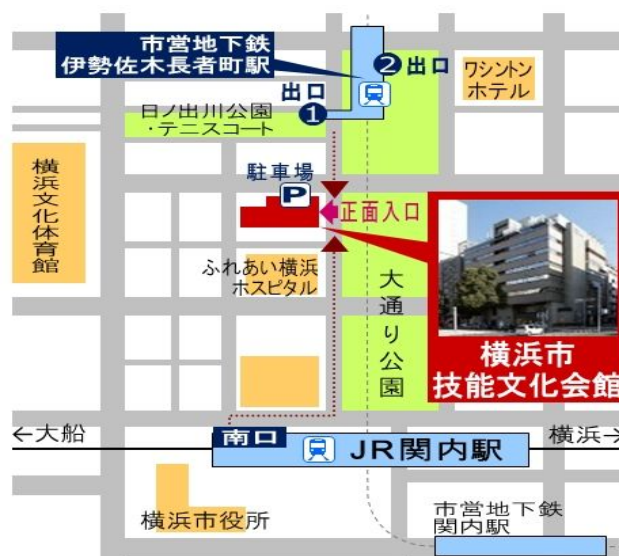 市営地下鉄
伊勢佐木長者町駅
❷出口
ワシントン
ホテル
出口
❶
日ノ出川公園
・テニスコート
横浜文化体育館
駐車場
P
正面入口
ふれあい横浜
ホスピタル
大通り公園
横浜市
技能文化会館
←大船
南口
JR関内駅
横浜→
横浜市役所
市営地下鉄
関内駅